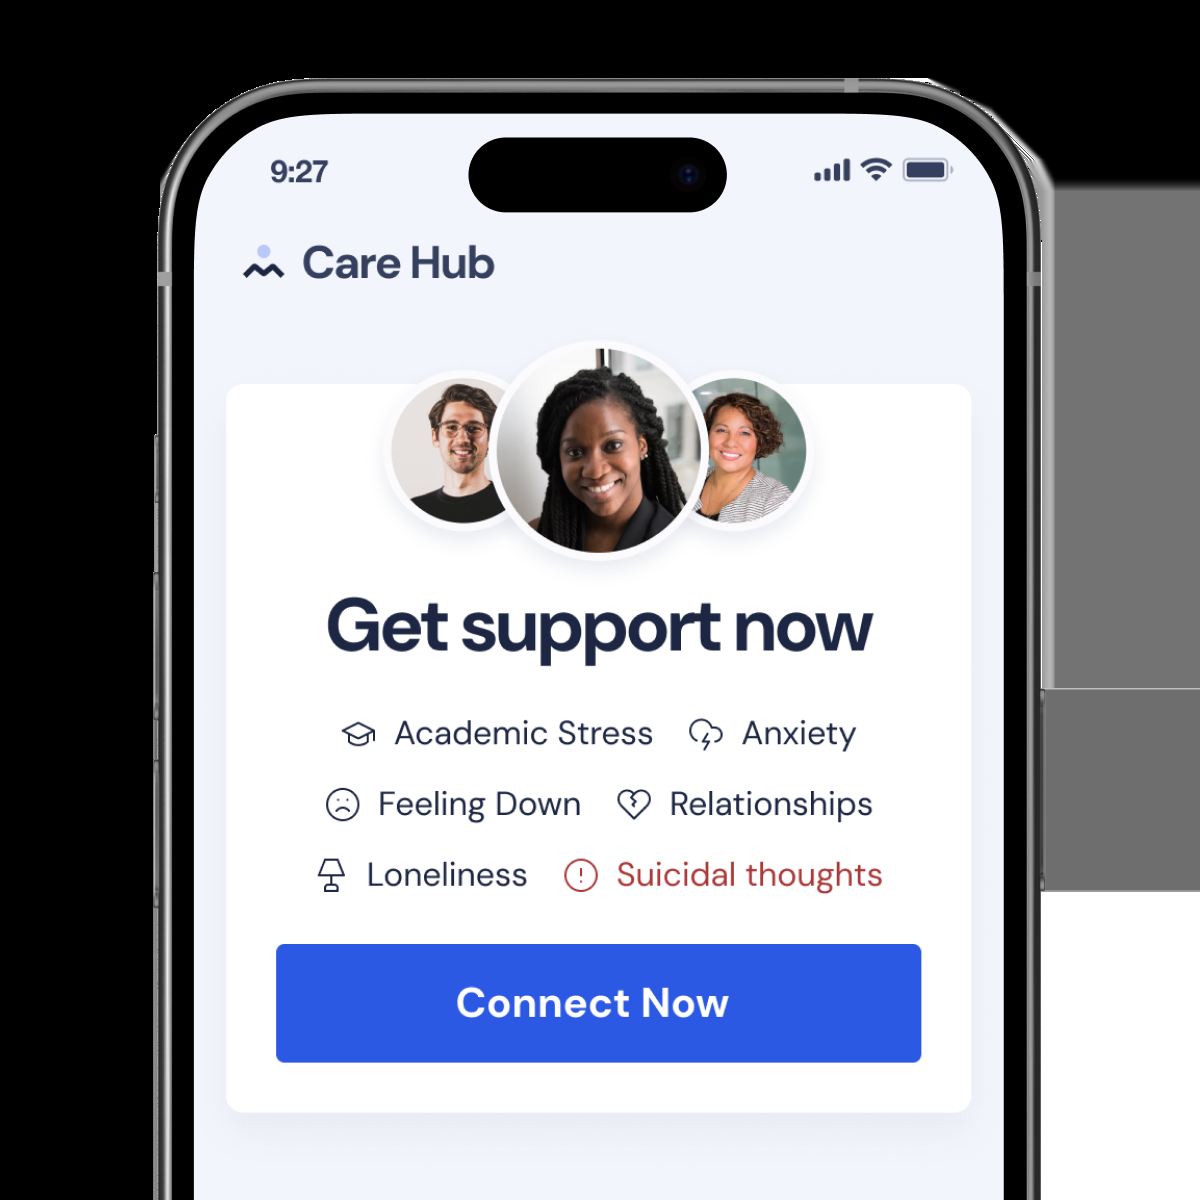 9:27
Care Hub
Get support now
Academic Stress Anxiety
Feeling Down Relationships
Loneliness Suicidal thoughts
Connect Now